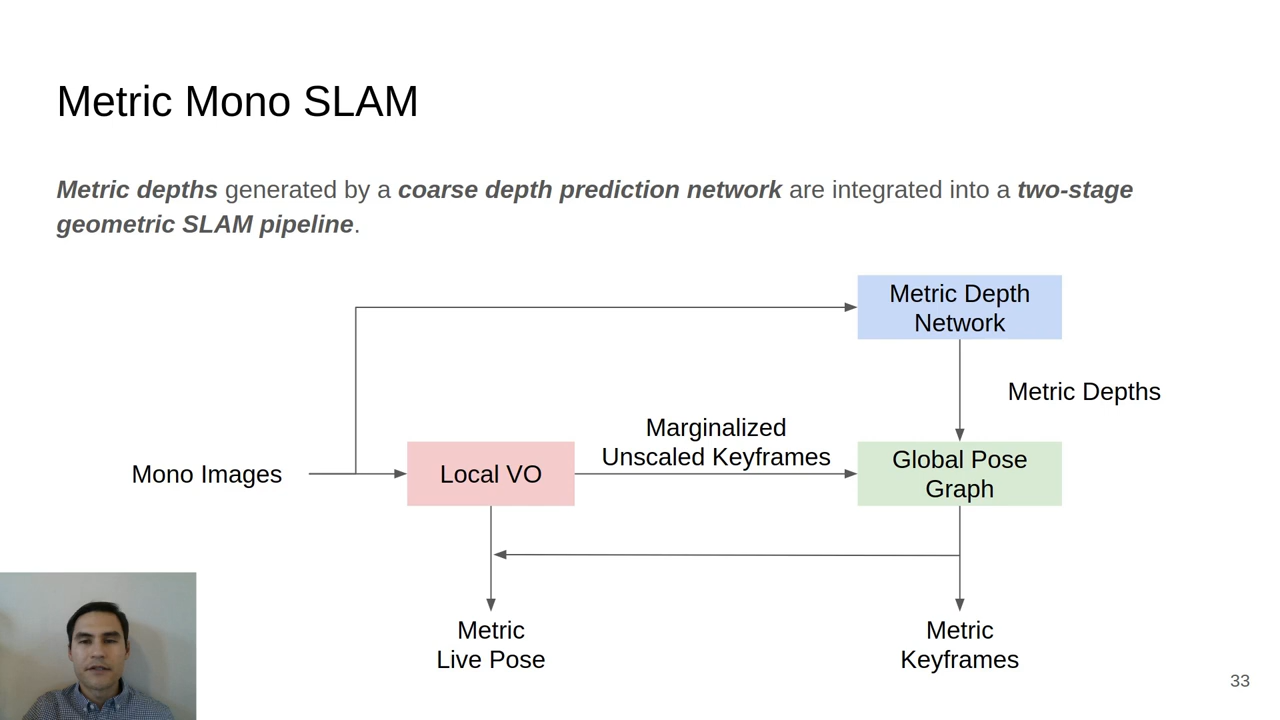 Metric Mono SLAM
Metric depths generated by a coarse depth prediction network are integrated into a two-stage
geometric SLAM pipeline.
Metric Depth
Network
Metric Depths
Marginalized
Unscaled Keyframes
Mono Images
Local VO
Global Pose
Graph
Metric
Live Pose
Metric
Keyframes
33